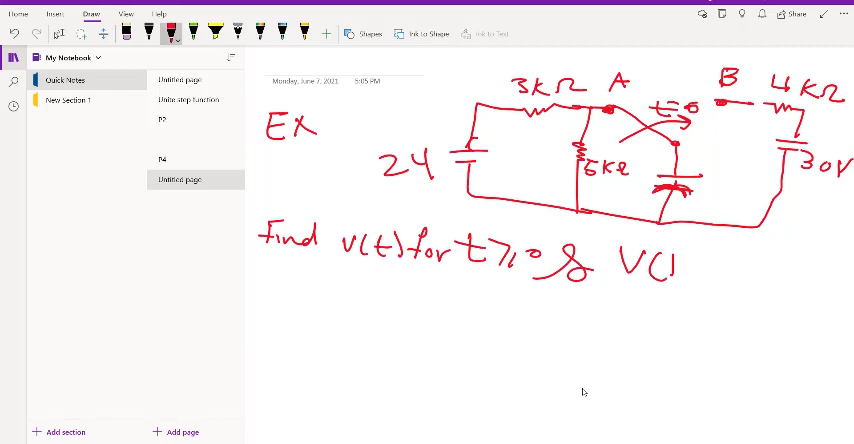 Home Insert Draw View Help
Share
Shapes Ink to Shape Ink to Text
My Notebook
Quick Notes
New Section 1
Untitled page
Unite step function
P2
P4
Untitled page
Monday, June 7, 2021 5:05 PM
EX
3KΩ A t=0 B 4KΩ
24 5KΩ 30V
Find v(t) for t ≥ 0 & V(
Add section Add page